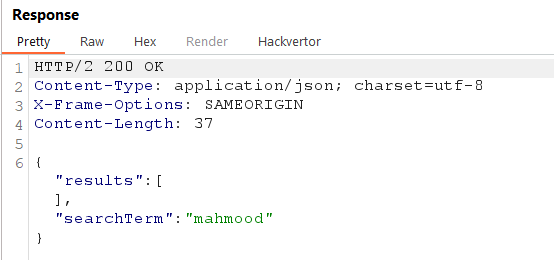 Response
Pretty Raw Hex Render Hackvertor
1 HTTP/2 200 OK
2 Content-Type: application/json; charset=utf-8
3 X-Frame-Options: SAMEORIGIN
4 Content-Length: 37
5
6 {
"results":[
],
"searchTerm":"mahmood"
}